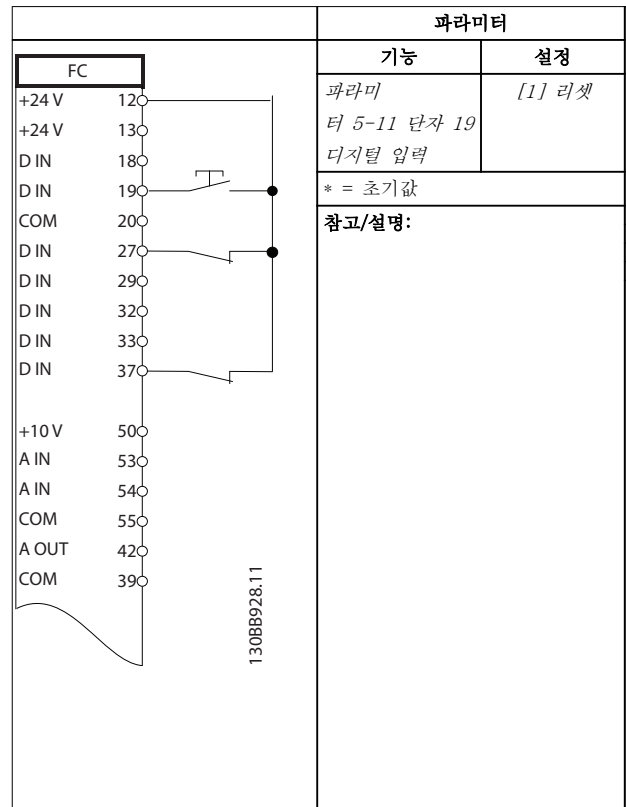 파라미터
기능
설정
파라미
터 5-11 단자 19
디지털 입력
[1] 리셋
* = 초기값
참고/설명:
FC
+24 V 12
+24 V 13
D IN 18
D IN 19
COM 20
D IN 27
D IN 29
D IN 32
D IN 33
D IN 37
+10 V 50
A IN 53
A IN 54
COM 55
A OUT 42
COM 39
130BB928.11